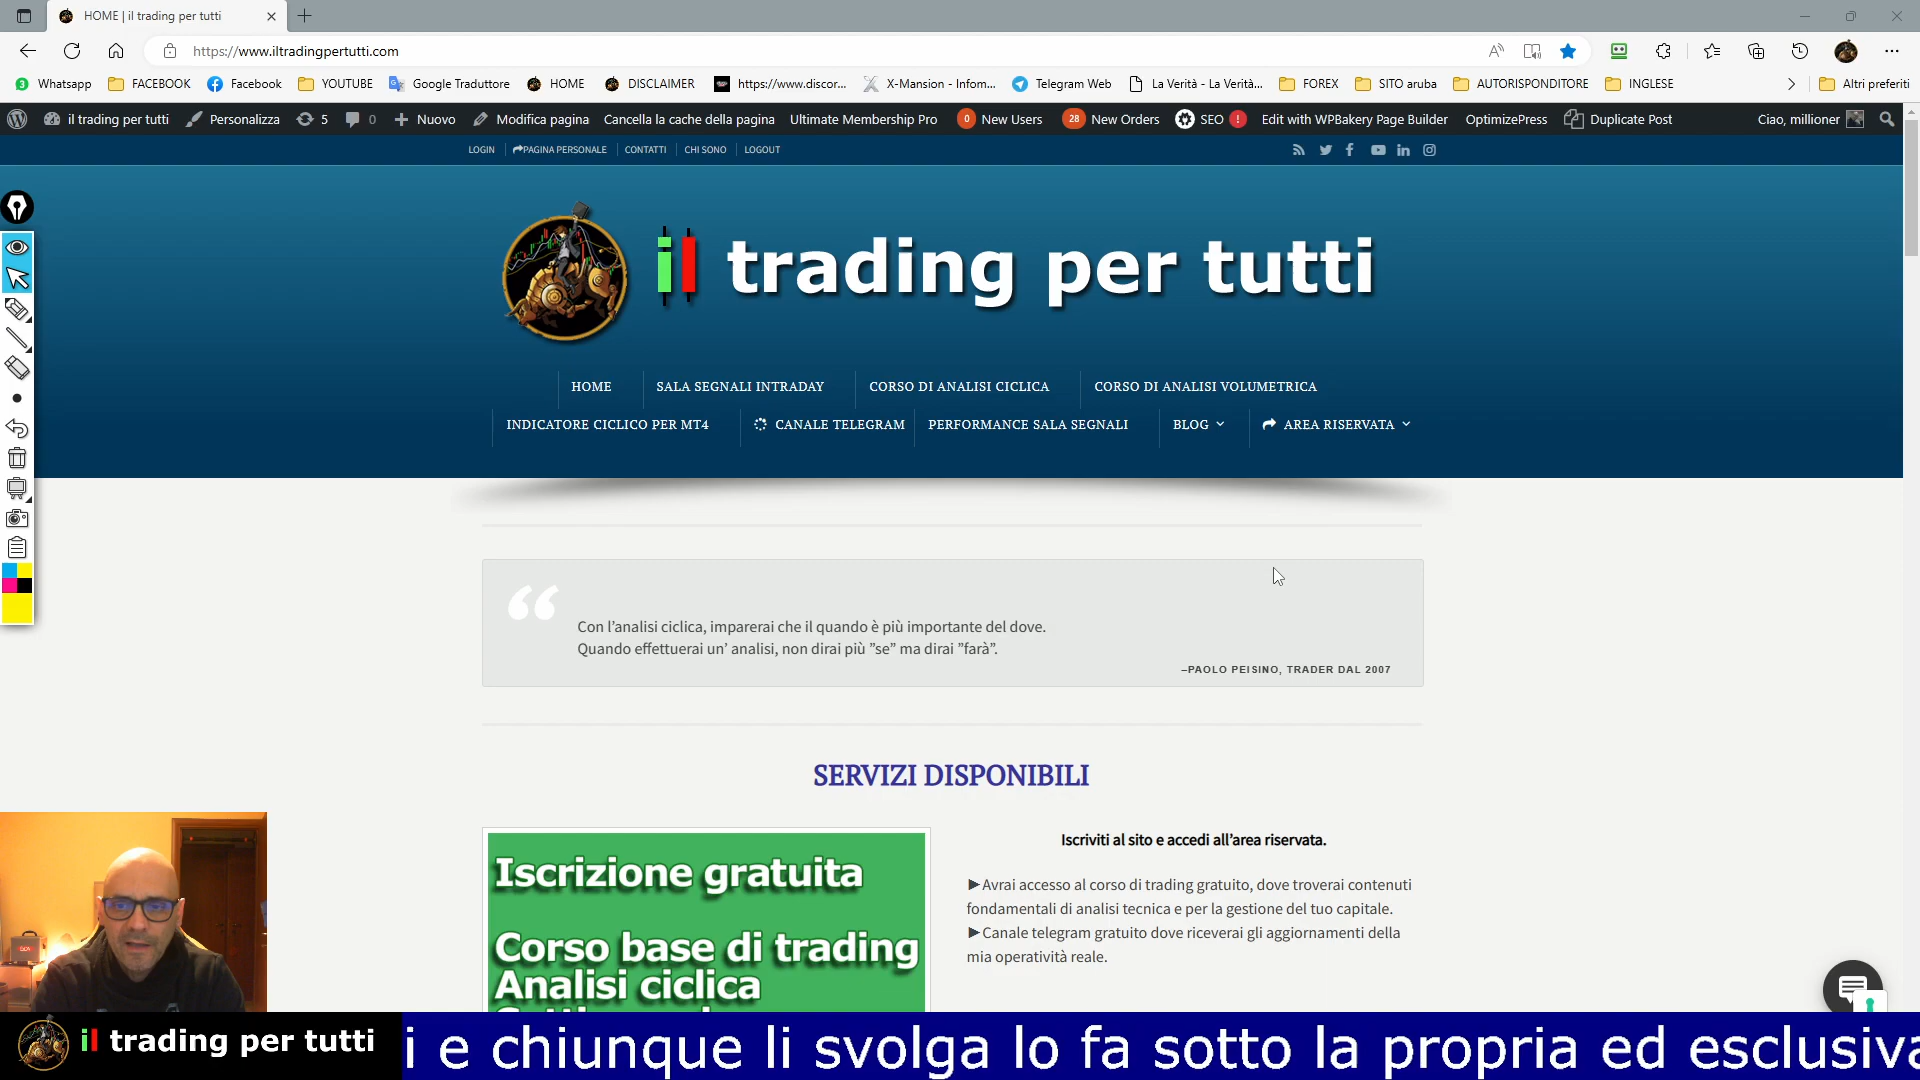 HOME | il trading per tutti
https://www.iltradingpertutti.com
3 Whatsapp FACEBOOK Facebook YOUTUBE Google Traduttore HOME DISCLAIMER https://www.discor... X-Mansion - Infom... Telegram Web La Verità - La Verità... FOREX SITO aruba AUTORISPONDITORE INGLESE Altri preferiti
il trading per tutti Personalizza 5 0 Nuovo Modifica pagina Cancella la cache della pagina Ultimate Membership Pro 0 New Users 28 New Orders SEO ! Edit with WPBakery Page Builder OptimizePress Duplicate Post Ciao, millioner
LOGIN PAGINA PERSONALE CONTATTI CHI SONO LOGOUT
il trading per tutti
HOME SALA SEGNALI INTRADAY CORSO DI ANALISI CICLICA CORSO DI ANALISI VOLUMETRICA
INDICATORE CICLICO PER MT4 CANALE TELEGRAM PERFORMANCE SALA SEGNALI BLOG AREA RISERVATA
Con l'analisi ciclica, imparerai che il quando è più importante del dove.
Quando effettuerai un' analisi, non dirai più "se" ma dirai "farà".
–PAOLO PEISINO, TRADER DAL 2007
SERVIZI DISPONIBILI
Iscrizione gratuita
Corso base di trading
Analisi ciclica
Iscriviti al sito e accedi all'area riservata.
►Avrai accesso al corso di trading gratuito, dove troverai contenuti
fondamentali di analisi tecnica e per la gestione del tuo capitale.
►Canale telegram gratuito dove riceverai gli aggiornamenti della
mia operatività reale.
il trading per tutti
i e chiunque li svolga lo fa sotto la propria ed esclusiva